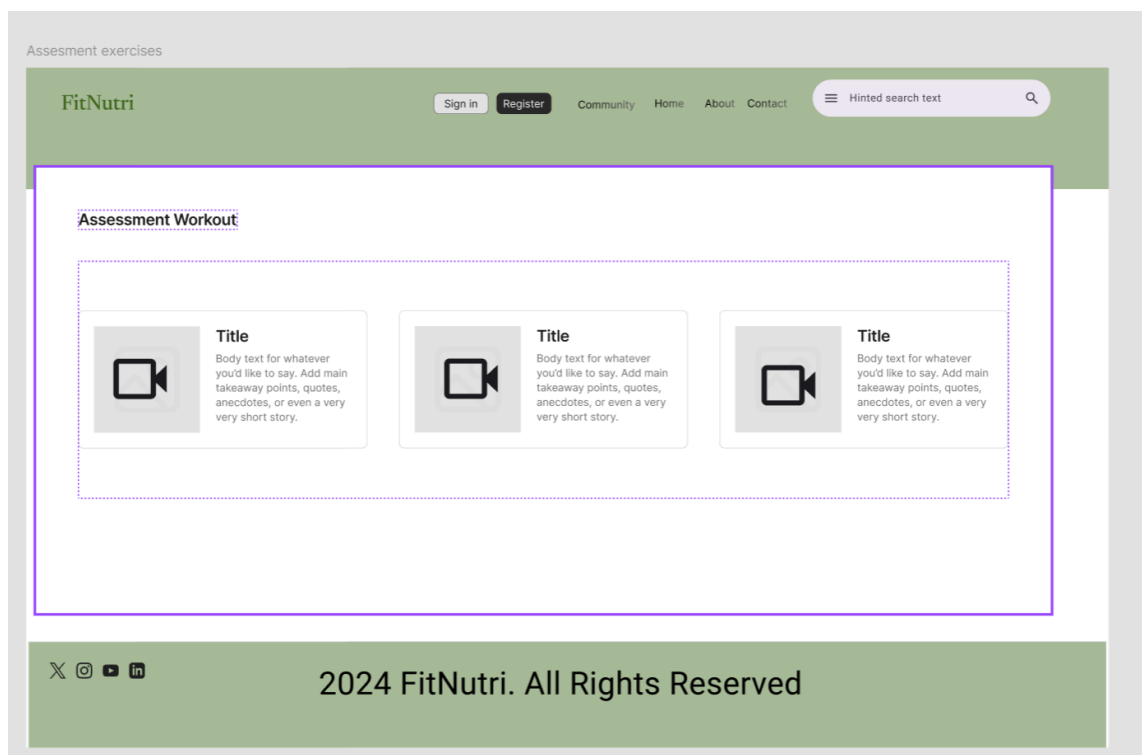 Assesment exercises
FitNutri
Sign in
Register
Community
Home
About
Contact
Hinted search text
Assessment Workout
Title
Body text for whatever
you'd like to say. Add main
takeaway points, quotes,
anecdotes, or even a very
very short story.
Title
Body text for whatever
you'd like to say. Add main
takeaway points, quotes,
anecdotes, or even a very
very short story.
Title
Body text for whatever
you'd like to say. Add main
takeaway points, quotes,
anecdotes, or even a very
very short story.
2024 FitNutri. All Rights Reserved